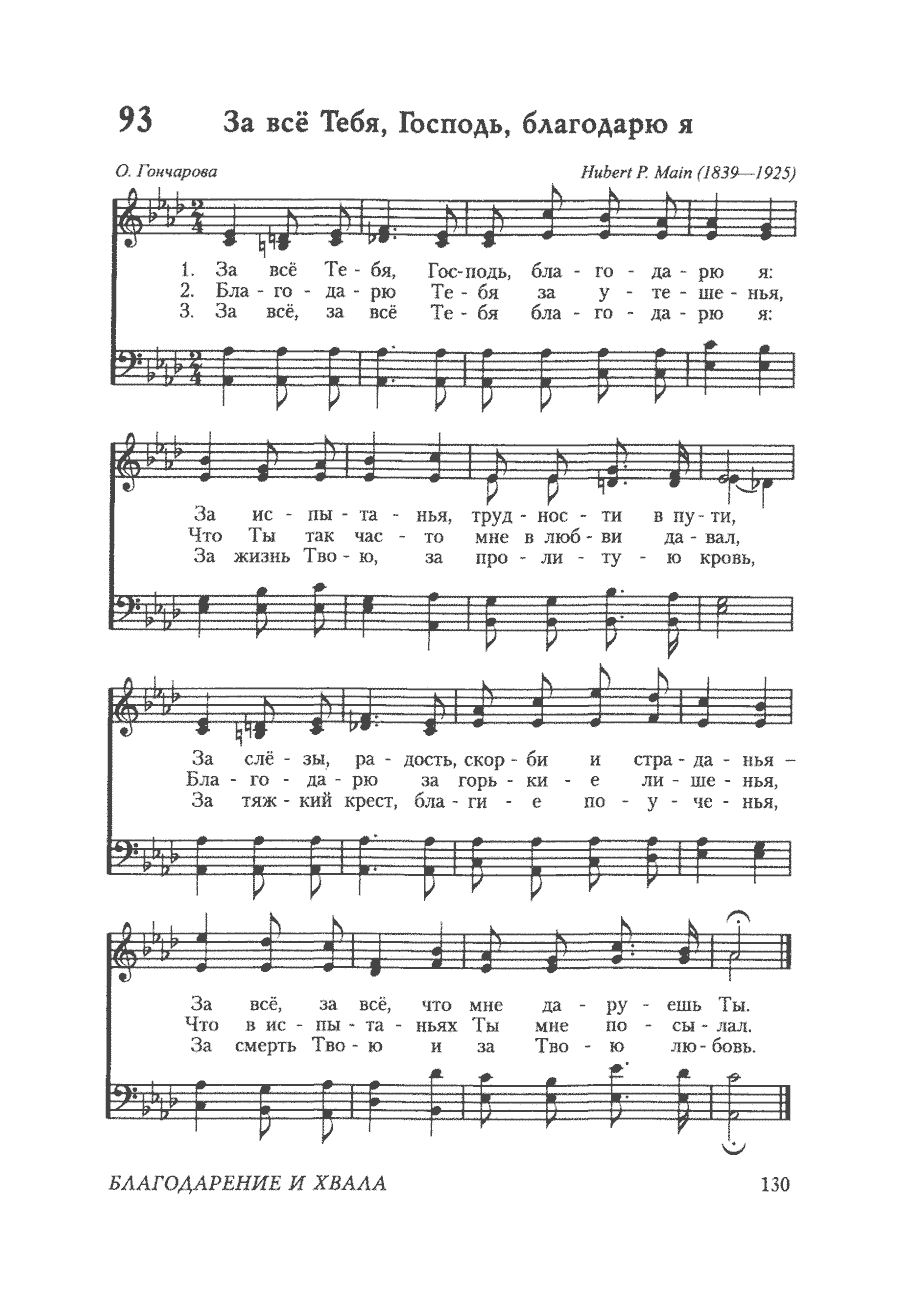 93 За всё Тебя, Господь, благодарю я
О. Гончарова Hubert P. Main (1839—1925)
1. За всё Те - бя, Гос-подь, бла - го - да - рю я:
2. Бла - го - да - рю Те - бя за у - те - ше - нья,
3. За всё, за всё Те - бя бла - го - да - рю я:
За ис - пы - та - нья, труд - нос - ти в пу - ти,
Что Ты так час - то мне в люб - ви да - вал,
За жизнь Тво - ю, за про - ли - ту - ю кровь,
За слё - зы, ра - дость, скор - би и стра - да - нья –
Бла - го - да - рю за горь - ки - е ли - ше - нья,
За тяж - кий крест, бла - ги - е по - у - че - нья,
За всё, за всё, что мне да - ру - ешь Ты.
Что в ис - пы - та - ньях Ты мне по - сы - лал.
За смерть Тво - ю и за Тво - ю лю - бовь.
БЛАГОДАРЕНИЕ И ХВАЛА 130